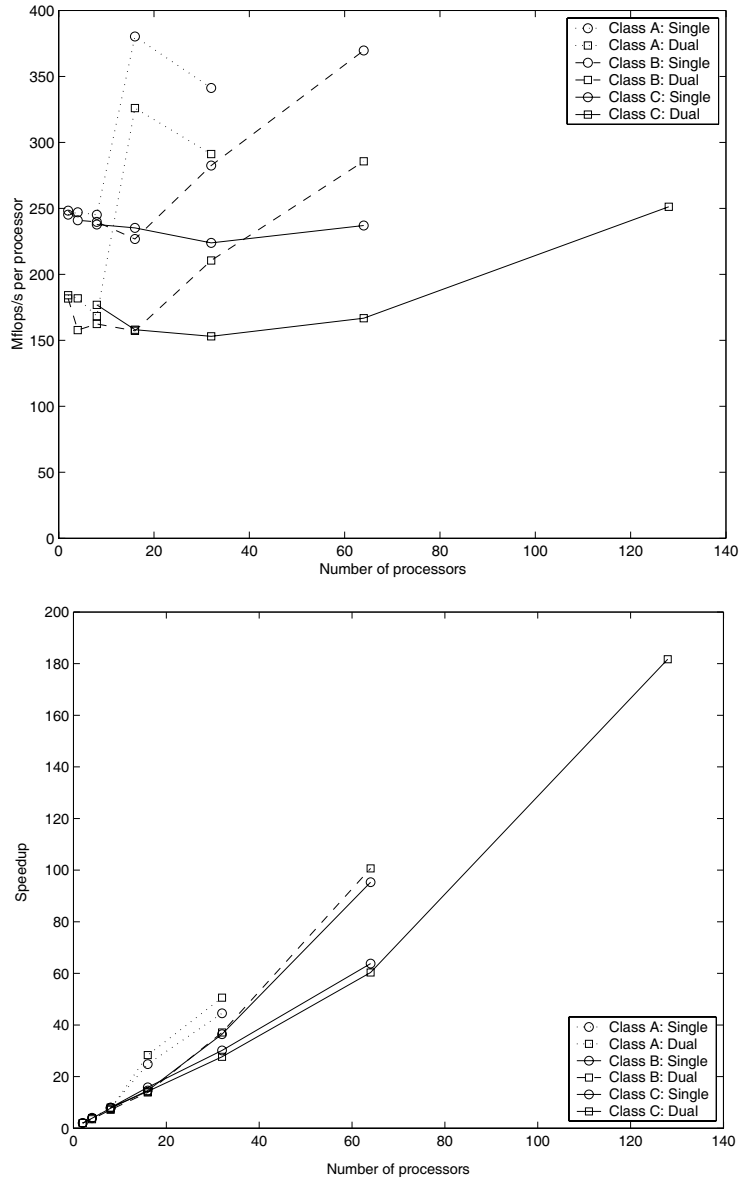 400
350
300
250
200
150
100
50
0
Mflops/s per processor
Class A: Single
Class A: Dual
Class B: Single
Class B: Dual
Class C: Single
Class C: Dual
0 20 40 60 80 100 120 140
Number of processors
200
180
160
140
120
100
80
60
40
20
0
Speedup
Class A: Single
Class A: Dual
Class B: Single
Class B: Dual
Class C: Single
Class C: Dual
0 20 40 60 80 100 120 140
Number of processors